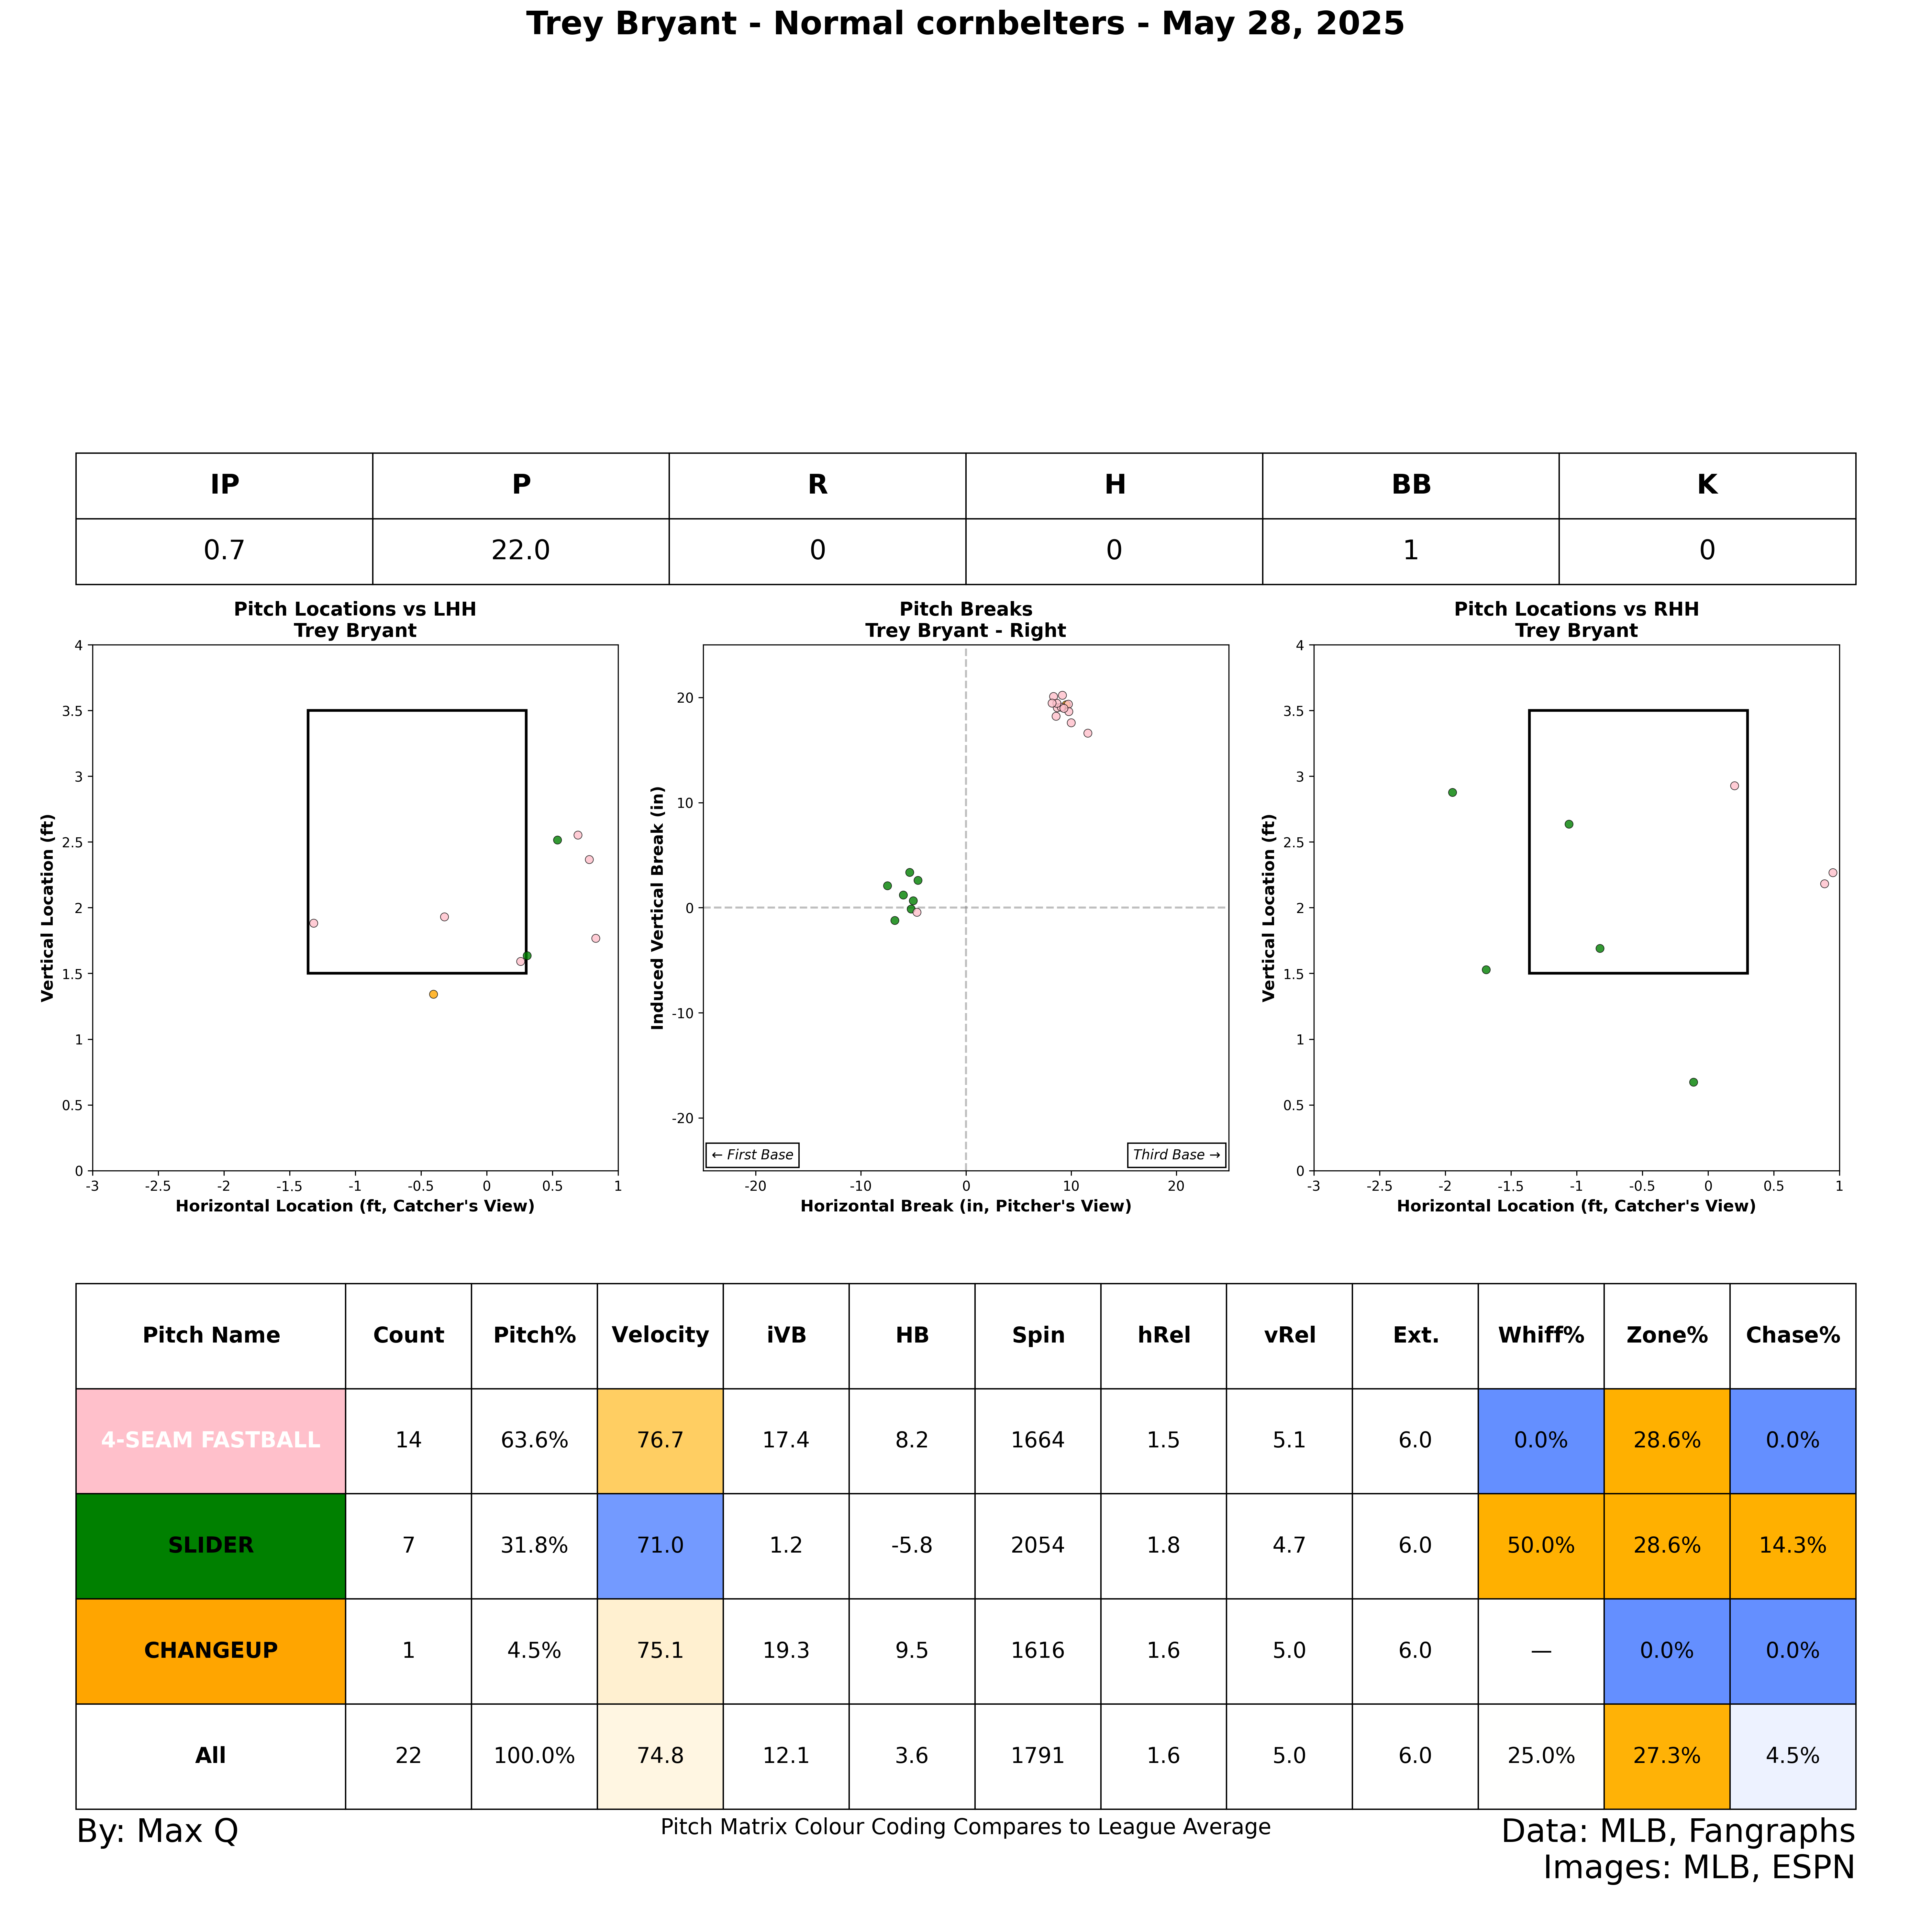 Trey Bryant - Normal cornbelters - May 28, 2025
IP P R H BB K
0.7 22.0 0 0 1 0
Pitch Locations vs LHH
Trey Bryant
4
3.5
3
2.5
2
1.5
1
0.5
0
Vertical Location (ft)
-3 -2.5 -2 -1.5 -1 -0.5 0 0.5 1
Horizontal Location (ft, Catcher's View)
Pitch Breaks
Trey Bryant - Right
20
10
0
-10
-20
Induced Vertical Break (in)
← First Base
Third Base →
-20 -10 0 10 20
Horizontal Break (in, Pitcher's View)
Pitch Locations vs RHH
Trey Bryant
4
3.5
3
2.5
2
1.5
1
0.5
0
Vertical Location (ft)
-3 -2.5 -2 -1.5 -1 -0.5 0 0.5 1
Horizontal Location (ft, Catcher's View)
Pitch Name Count Pitch% Velocity iVB HB Spin hRel vRel Ext. Whiff% Zone% Chase%
4-SEAM FASTBALL 14 63.6% 76.7 17.4 8.2 1664 1.5 5.1 6.0 0.0% 28.6% 0.0%
SLIDER 7 31.8% 71.0 1.2 -5.8 2054 1.8 4.7 6.0 50.0% 28.6% 14.3%
CHANGEUP 1 4.5% 75.1 19.3 9.5 1616 1.6 5.0 6.0 — 0.0% 0.0%
All 22 100.0% 74.8 12.1 3.6 1791 1.6 5.0 6.0 25.0% 27.3% 4.5%
By: Max Q
Pitch Matrix Colour Coding Compares to League Average
Data: MLB, Fangraphs
Images: MLB, ESPN